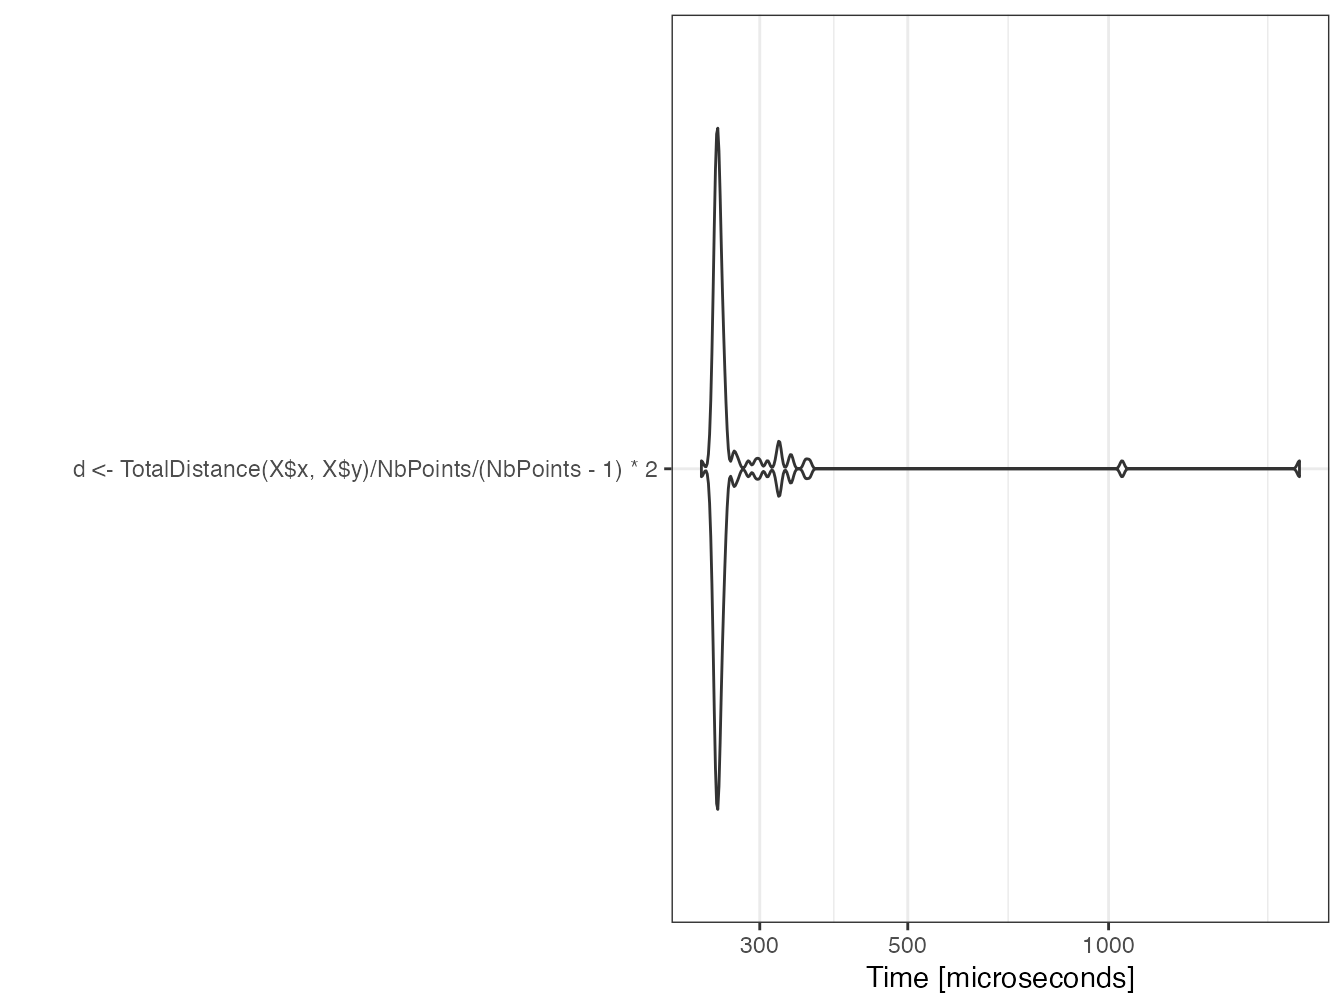 d <- TotalDistance(X$x, X$y)/NbPoints/(NbPoints - 1) * 2
300 500 1000
Time [microseconds]